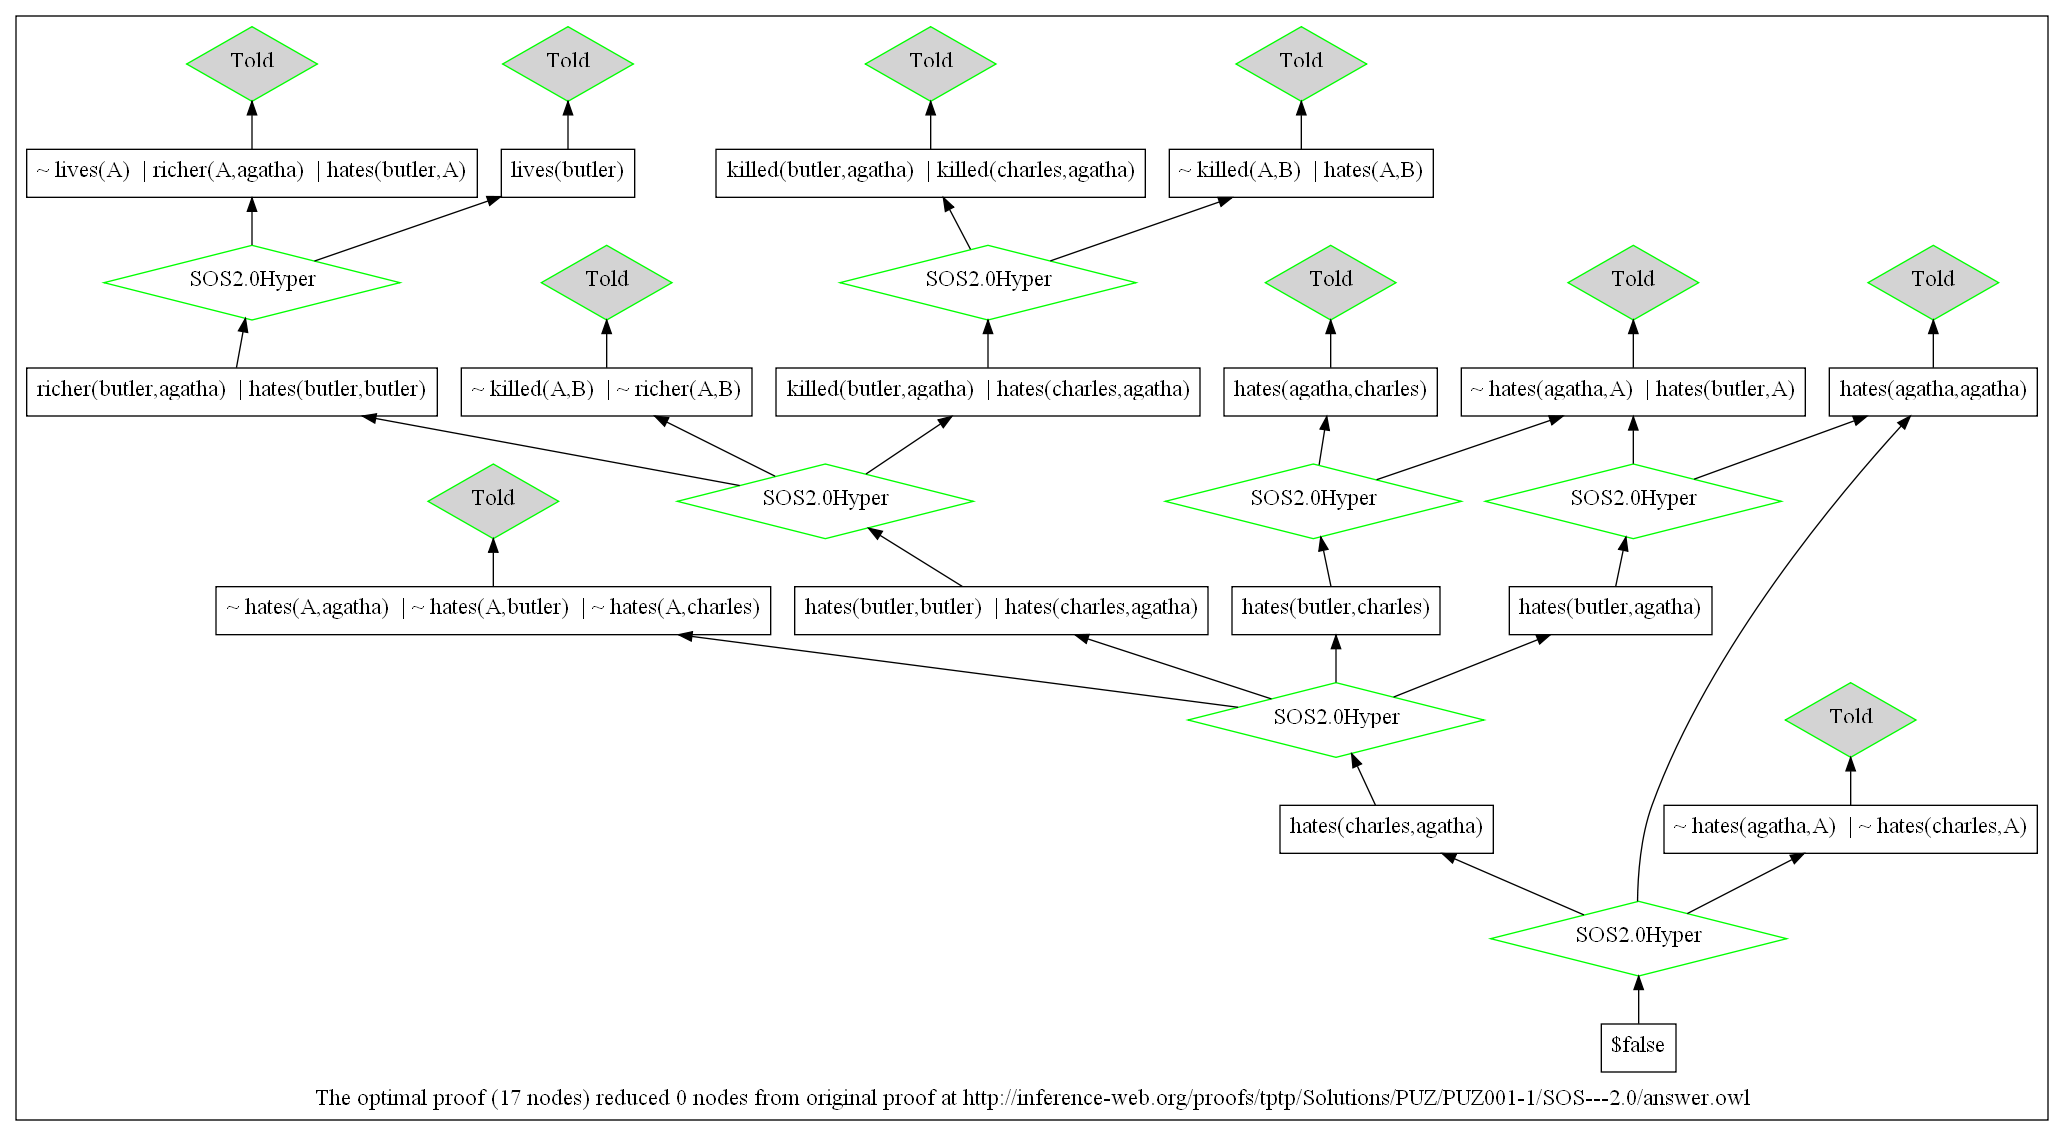 Told
Told
Told
Told
~ lives(A) | richer(A,agatha) | hates(butler,A)
lives(butler)
killed(butler,agatha) | killed(charles,agatha)
~ killed(A,B) | hates(A,B)
SOS2.0Hyper
Told
SOS2.0Hyper
Told
Told
Told
richer(butler,agatha) | hates(butler,butler)
~ killed(A,B) | ~ richer(A,B)
killed(butler,agatha) | hates(charles,agatha)
hates(agatha,charles)
~ hates(agatha,A) | hates(butler,A)
hates(agatha,agatha)
Told
SOS2.0Hyper
SOS2.0Hyper
SOS2.0Hyper
~ hates(A,agatha) | ~ hates(A,butler) | ~ hates(A,charles)
hates(butler,butler) | hates(charles,agatha)
hates(butler,charles)
hates(butler,agatha)
SOS2.0Hyper
Told
hates(charles,agatha)
~ hates(agatha,A) | ~ hates(charles,A)
SOS2.0Hyper
$false
The optimal proof (17 nodes) reduced 0 nodes from original proof at http://inference-web.org/proofs/tptp/Solutions/PUZ/PUZ001-1/SOS---2.0/answer.owl